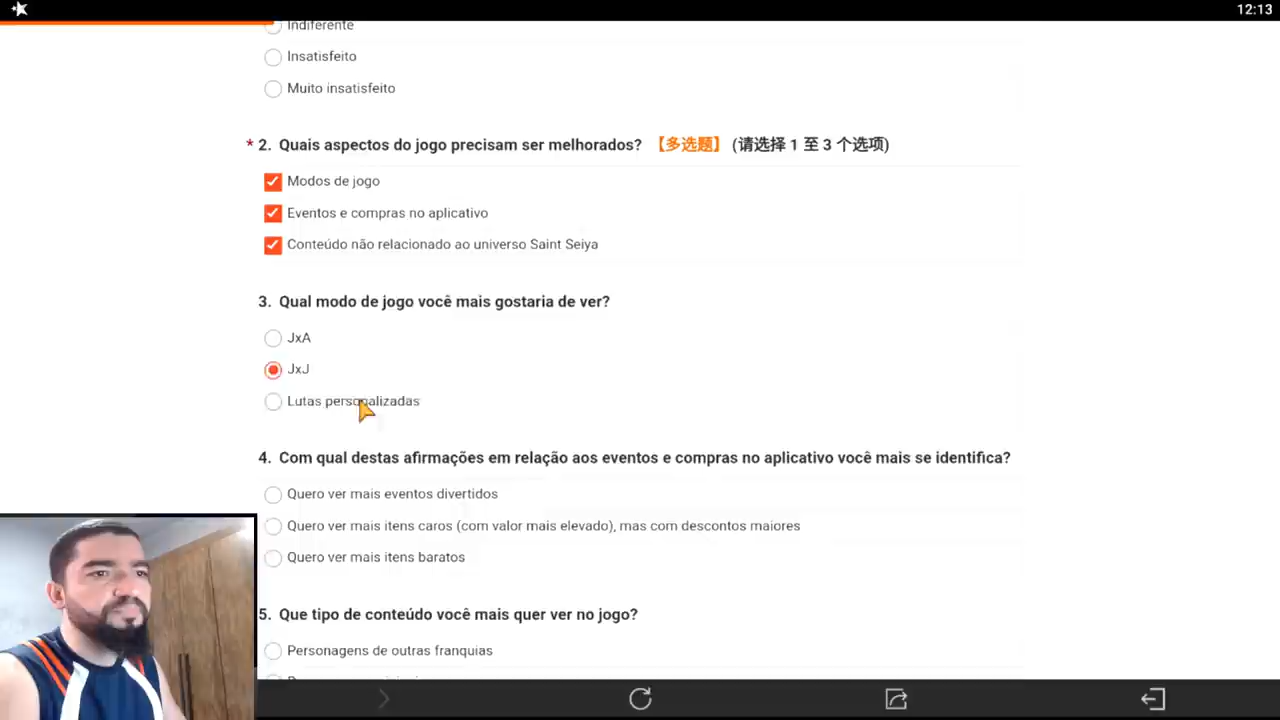 12:13
Indiferente
Insatisfeito
Muito insatisfeito
* 2. Quais aspectos do jogo precisam ser melhorados? 【多选题】 (请选择 1 至 3 个选项)
Modos de jogo
Eventos e compras no aplicativo
Conteúdo não relacionado ao universo Saint Seiya
3. Qual modo de jogo você mais gostaria de ver?
JxA
JxJ
Lutas personalizadas
4. Com qual destas afirmações em relação aos eventos e compras no aplicativo você mais se identifica?
Quero ver mais eventos divertidos
Quero ver mais itens caros (com valor mais elevado), mas com descontos maiores
Quero ver mais itens baratos
5. Que tipo de conteúdo você mais quer ver no jogo?
Personagens de outras franquias